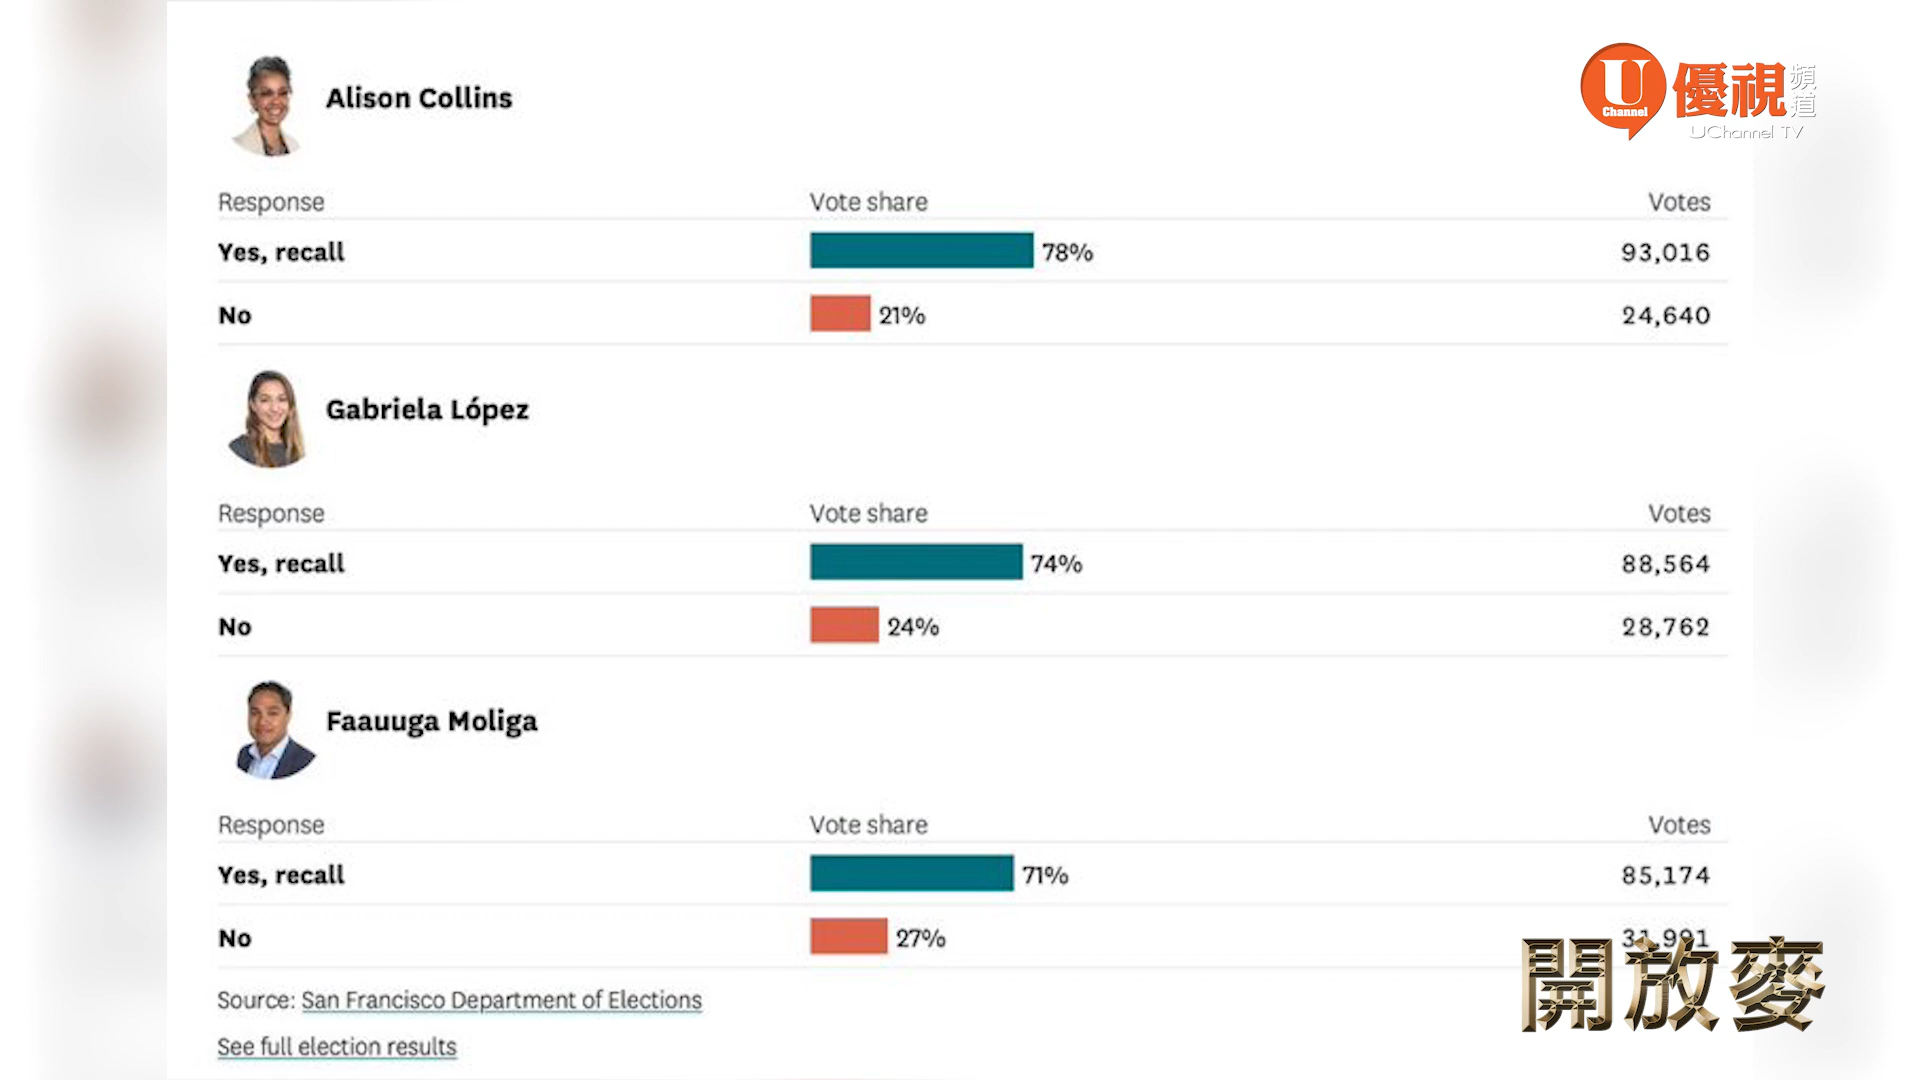 Alison Collins
Response Vote share Votes
Yes, recall 78% 93,016
No 21% 24,640
Gabriela López
Response Vote share Votes
Yes, recall 74% 88,564
No 24% 28,762
Faauuga Moliga
Response Vote share Votes
Yes, recall 71% 85,174
No 27% 31,991
Source: San Francisco Department of Elections
See full election results
U Channel 優視頻道
UChannel TV
開放麥